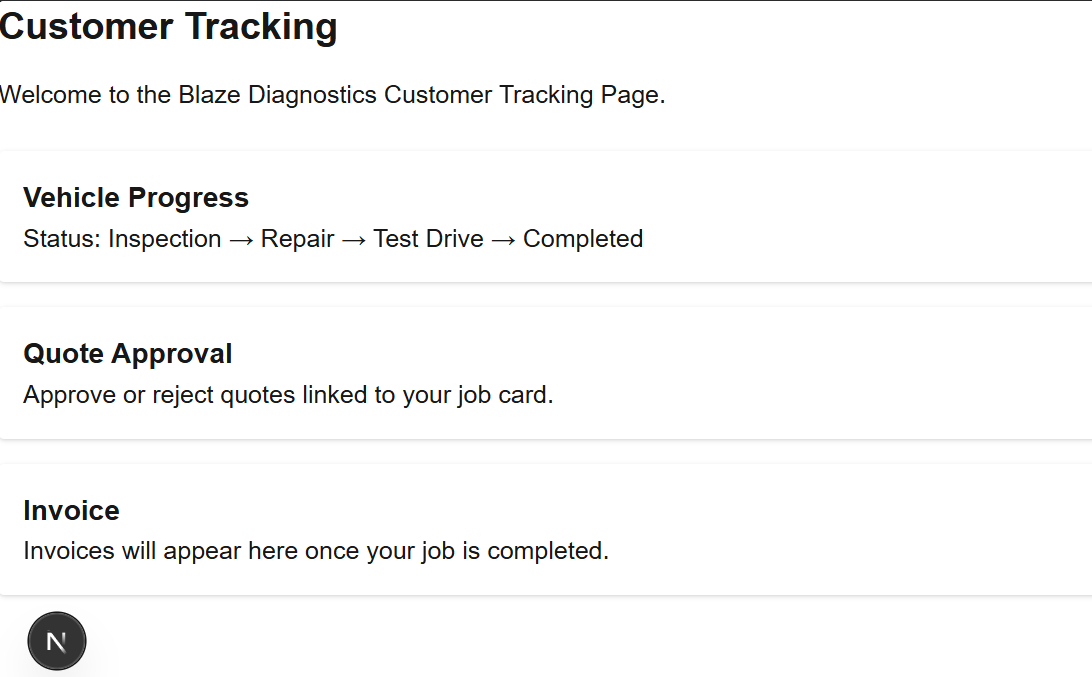 Customer Tracking
Welcome to the Blaze Diagnostics Customer Tracking Page.
Vehicle Progress
Status: Inspection → Repair → Test Drive → Completed
Quote Approval
Approve or reject quotes linked to your job card.
Invoice
Invoices will appear here once your job is completed.
N